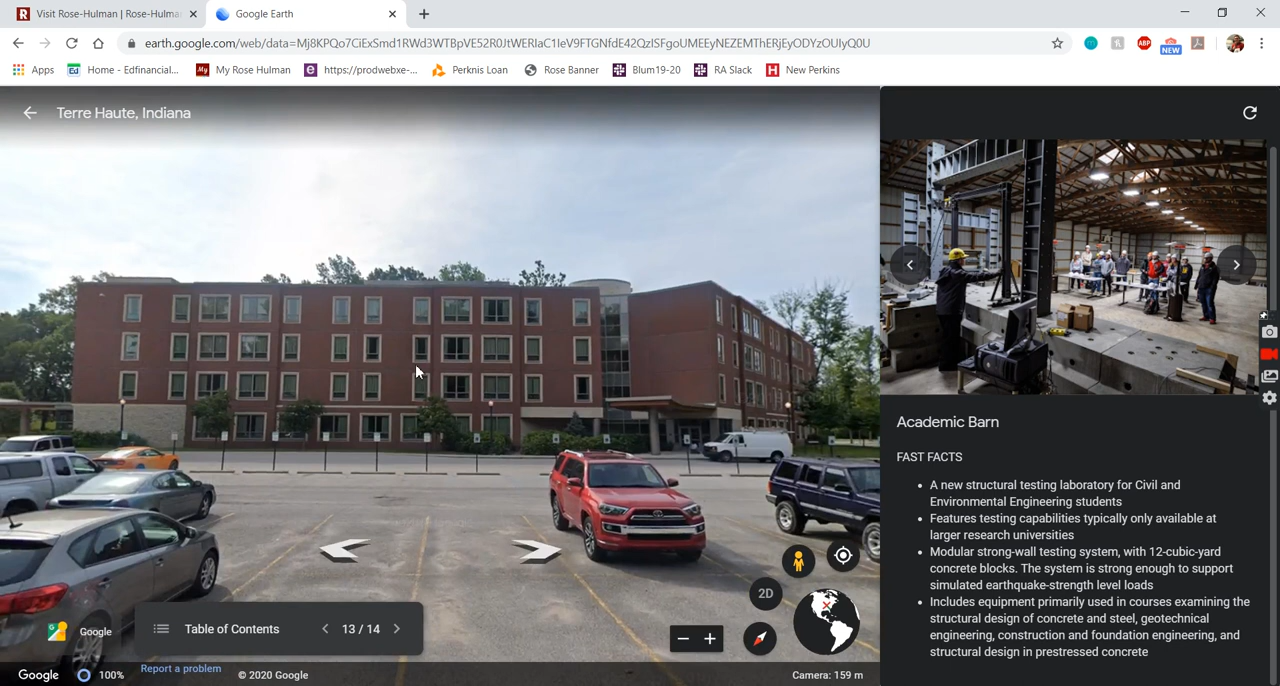 Visit Rose-Hulman | Rose-Hulma
Google Earth
earth.google.com/web/data=Mj8KPQo7CiExSmd1RWd3WTBpVE52R0JtWERIaC1IeV9FTGNfdE42QzISFgoUMEEyNEZEMThERjEyODYzOUIyQ0U
ABP
NEW
Apps
Ed
Home - Edfinancial...
My
My Rose Hulman
https://prodwebxe-...
Perknis Loan
Rose Banner
Blum19-20
RA Slack
New Perkins
Terre Haute, Indiana
Academic Barn
FAST FACTS
• A new structural testing laboratory for Civil and
Environmental Engineering students
• Features testing capabilities typically only available at
larger research universities
• Modular strong-wall testing system, with 12-cubic-yard
concrete blocks. The system is strong enough to support
simulated earthquake-strength level loads
• Includes equipment primarily used in courses examining the
structural design of concrete and steel, geotechnical
engineering, construction and foundation engineering, and
structural design in prestressed concrete
2D
Google
Table of Contents
13 / 14
Google
100%
Report a problem
© 2020 Google
Camera: 159 m